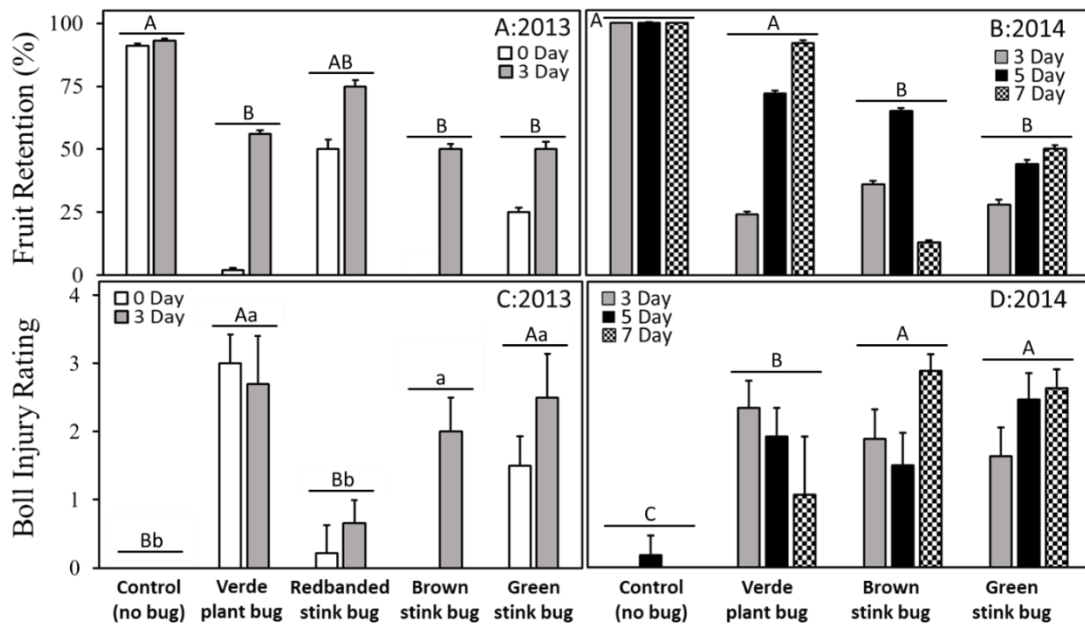 Fruit Retention (%)
100
75
50
25
0
A:2013
0 Day
3 Day
A
B
AB
B
B
B:2014
3 Day
5 Day
7 Day
A
A
B
B
Boll Injury Rating
4
3
2
1
0
C:2013
0 Day
3 Day
Bb
Aa
Bb
a
Aa
D:2014
3 Day
5 Day
7 Day
C
B
A
A
Control
(no bug)
Verde
plant bug
Redbanded
stink bug
Brown
stink bug
Green
stink bug
Control
(no bug)
Verde
plant bug
Brown
stink bug
Green
stink bug